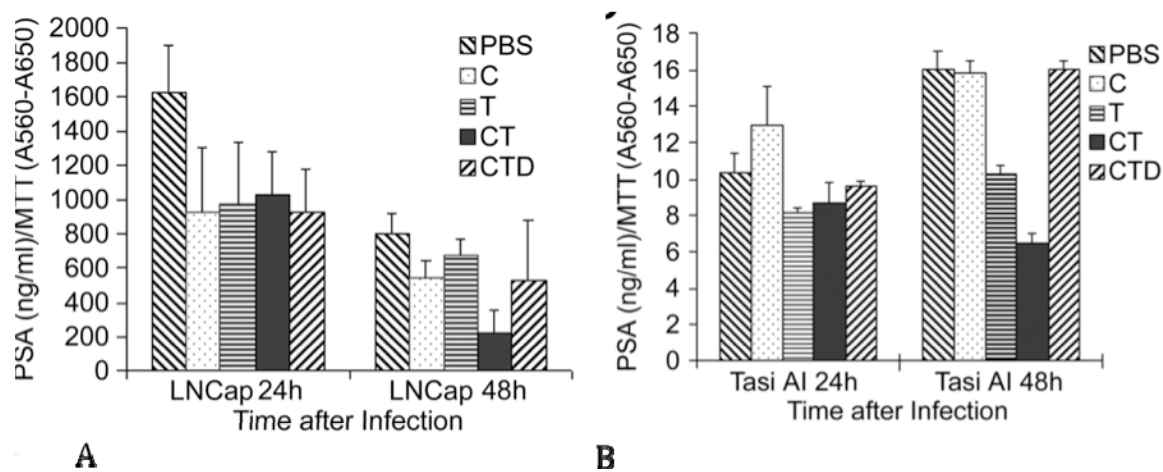 PSA (ng/ml)/MTT (A560-A650)
2000
1800
1600
1400
1200
1000
800
600
400
200
0
PBS
C
T
CT
CTD
LNCap 24h
LNCap 48h
Time after Infection
A
PSA (ng/ml)/MTT (A560-A650)
18
16
14
12
10
8
6
4
2
0
PBS
C
T
CT
CTD
Tasi AI 24h
Tasi AI 48h
Time after Infection
B